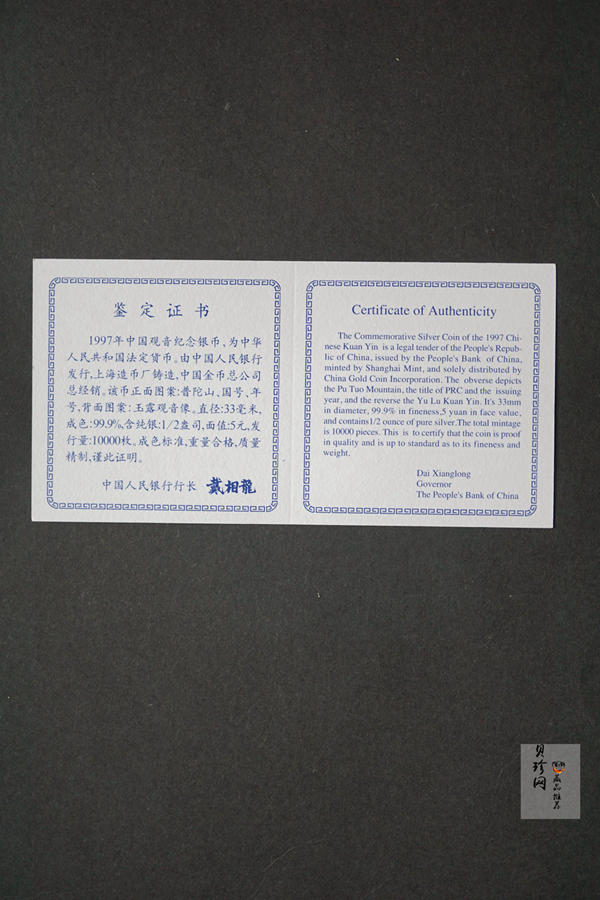 鉴定证书
1997年中国观音纪念银币,为中华
人民共和国法定货币。由中国人民银行
发行,上海造币厂铸造,中国金币总公司
总经销。该币正面图案:普陀山、国号、年
号,背面图案:玉露观音像。直径:33毫米,
成色:99.9%,含纯银:1/2盎司,面值:5元,发
行量:10000枚。成色标准,重量合格,质量
精制,谨此证明。
中国人民银行行长 戴相龍
Certificate of Authenticity
The Commemorative Silver Coin of the 1997 Chi-
nese Kuan Yin is a legal tender of the People's Repub-
lic of China, issued by the People's Bank of China,
minted by Shanghai Mint, and solely distributed by
China Gold Coin Incorporation. The obverse depicts
the Pu Tuo Mountain, the title of PRC and the issuing
year, and the reverse the Yu Lu Kuan Yin. It's 33mm
in diameter, 99.9% in fineness,5 yuan in face value,
and contains1/2 ounce of pure silver.The total mintage
is 10000 pieces. This is to certify that the coin is proof
in quality and is up to standard as to its fineness and
weight.
Dai Xianglong
Governor
The People's Bank of China
贝珍网
藏品推荐